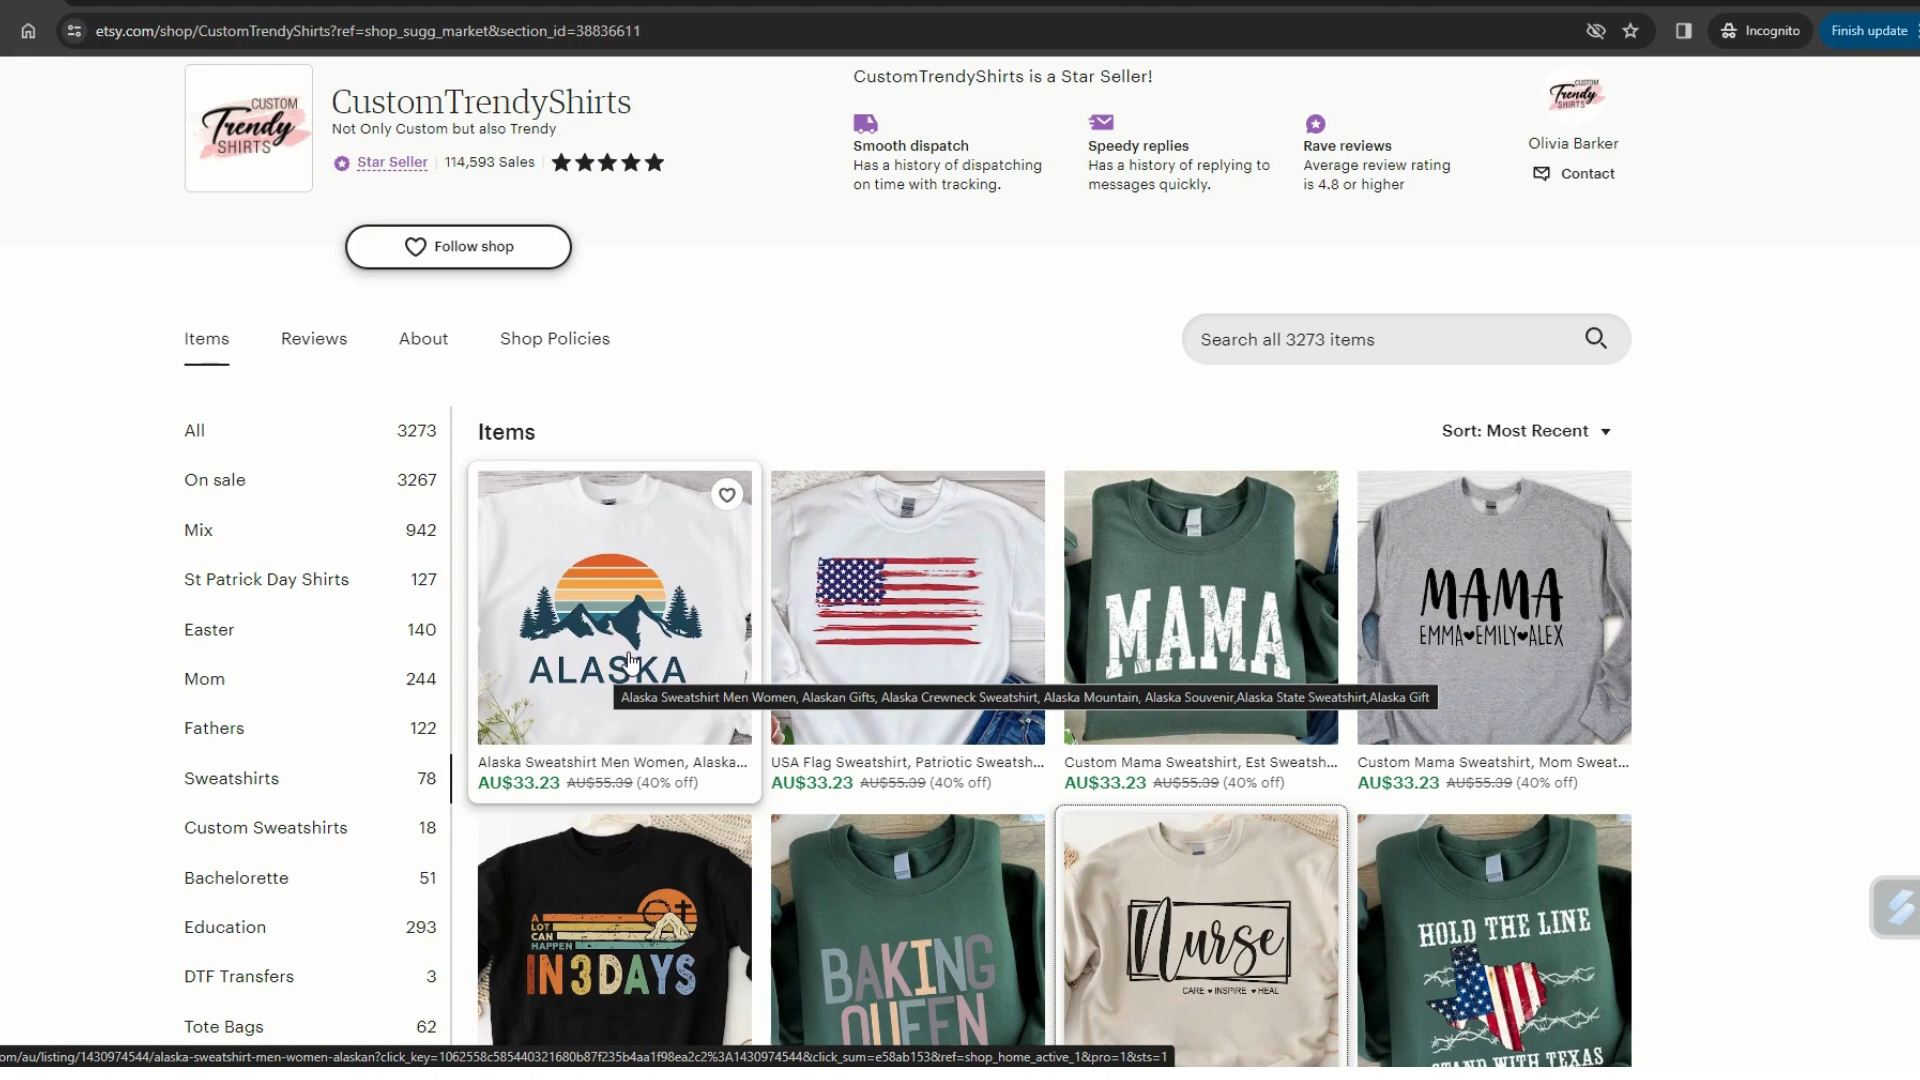 etsy.com/shop/CustomTrendyShirts?ref=shop_sugg_market&section_id=38836611
Incognito
Finish update
CUSTOM
Trendy
SHIRTS
CustomTrendyShirts
Not Only Custom but also Trendy
Star Seller
114,593 Sales
CustomTrendyShirts is a Star Seller!
Smooth dispatch
Has a history of dispatching
on time with tracking.
Speedy replies
Has a history of replying to
messages quickly.
Rave reviews
Average review rating
is 4.8 or higher
CUSTOM
Trendy
SHIRTS
Olivia Barker
Contact
Follow shop
Items
Reviews
About
Shop Policies
Search all 3273 items
All 3273
On sale 3267
Mix 942
St Patrick Day Shirts 127
Easter 140
Mom 244
Fathers 122
Sweatshirts 78
Custom Sweatshirts 18
Bachelorette 51
Education 293
DTF Transfers 3
Tote Bags 62
Items
Sort: Most Recent
ALASKA
MAMA
MAMA
EMMA♥EMILY♥ALEX
Alaska Sweatshirt Men Women, Alaskan Gifts, Alaska Crewneck Sweatshirt, Alaska Mountain, Alaska Souvenir,Alaska State Sweatshirt,Alaska Gift
Alaska Sweatshirt Men Women, Alaska...
AU$33.23 AU$55.39 (40% off)
USA Flag Sweatshirt, Patriotic Sweatsh...
AU$33.23 AU$55.39 (40% off)
Custom Mama Sweatshirt, Est Sweatsh...
AU$33.23 AU$55.39 (40% off)
Custom Mama Sweatshirt, Mom Sweat...
AU$33.23 AU$55.39 (40% off)
A
LOT
CAN
HAPPEN
IN 3 DAYS
BAKING
QUEEN
Nurse
CARE ♥ INSPIRE ♥ HEAL
HOLD THE LINE
STAND WITH TEXAS
om/au/listing/1430974544/alaska-sweatshirt-men-women-alaskan?click_key=1062558c585440321680b87f235b4aa1f98ea2c2%3A1430974544&click_sum=e58ab153&ref=shop_home_active_1&pro=1&sts=1